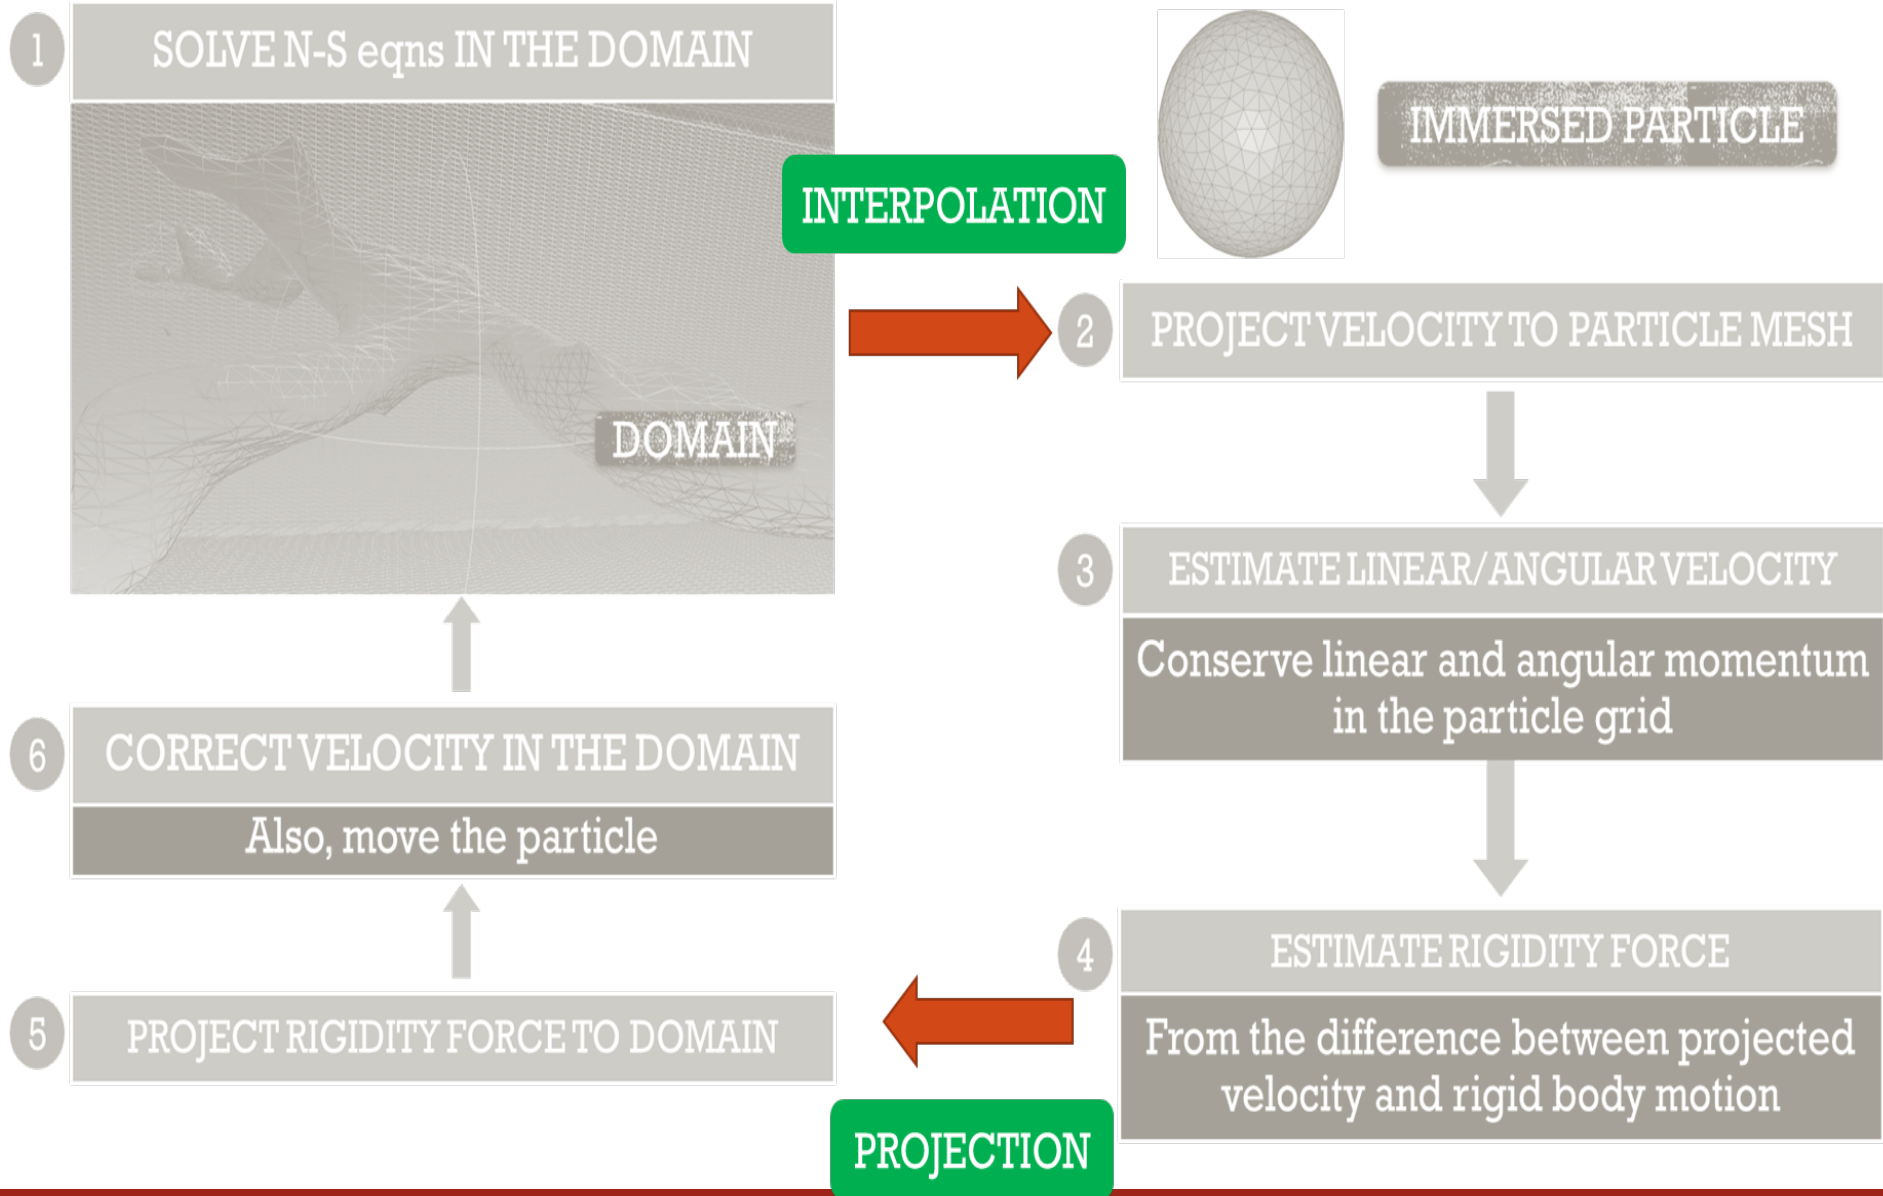 1
SOLVE N-S eqns IN THE DOMAIN
DOMAIN
INTERPOLATION
IMMERSED PARTICLE
2
PROJECT VELOCITY TO PARTICLE MESH
3
ESTIMATE LINEAR/ANGULAR VELOCITY
Conserve linear and angular momentum
in the particle grid
4
ESTIMATE RIGIDITY FORCE
From the difference between projected
velocity and rigid body motion
PROJECTION
5
PROJECT RIGIDITY FORCE TO DOMAIN
6
CORRECT VELOCITY IN THE DOMAIN
Also, move the particle